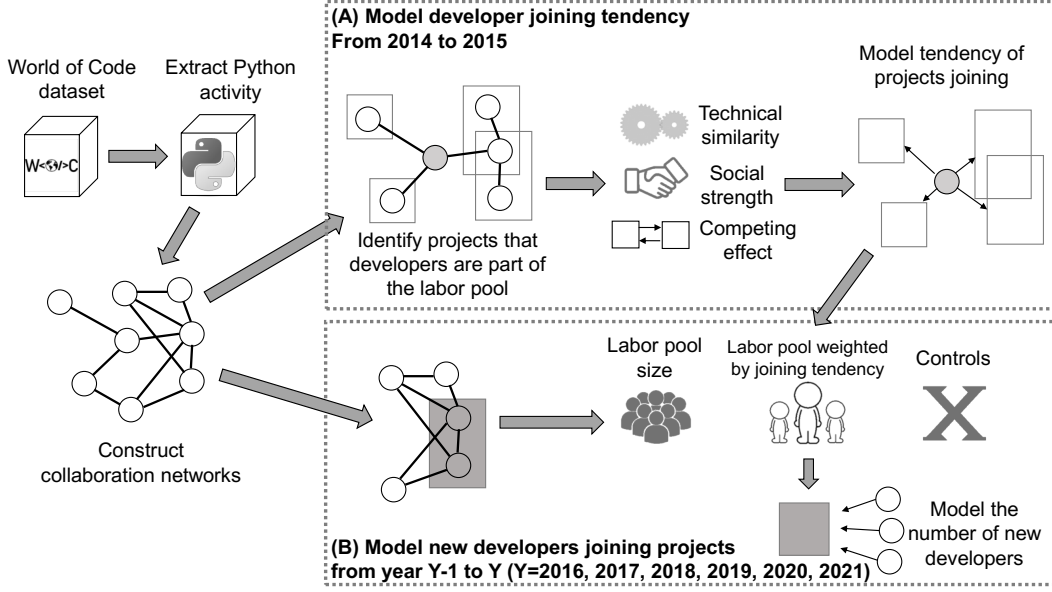 (A) Model developer joining tendency
From 2014 to 2015
World of Code
dataset
Extract Python
activity
W</>C
Construct
collaboration networks
Identify projects that
developers are part of
the labor pool
Technical
similarity
Social
strength
Competing
effect
Model tendency of
projects joining
Labor pool
size
Labor pool weighted
by joining tendency
Controls
X
Model the
number of new
developers
(B) Model new developers joining projects
from year Y-1 to Y (Y=2016, 2017, 2018, 2019, 2020, 2021)